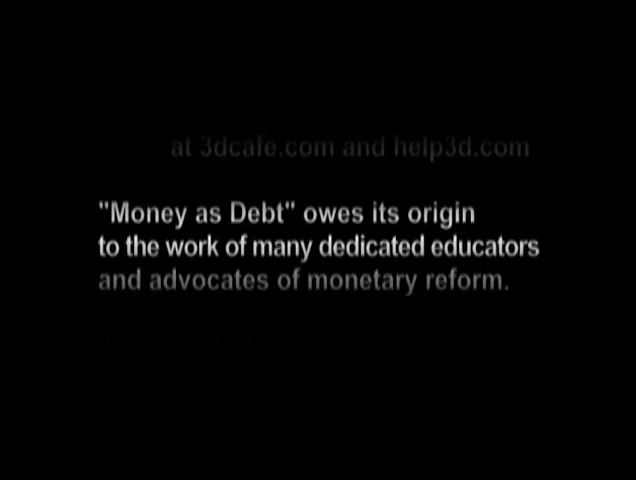 at 3dcafe.com and help3d.com
"Money as Debt" owes its origin
to the work of many dedicated educators
and advocates of monetary reform.